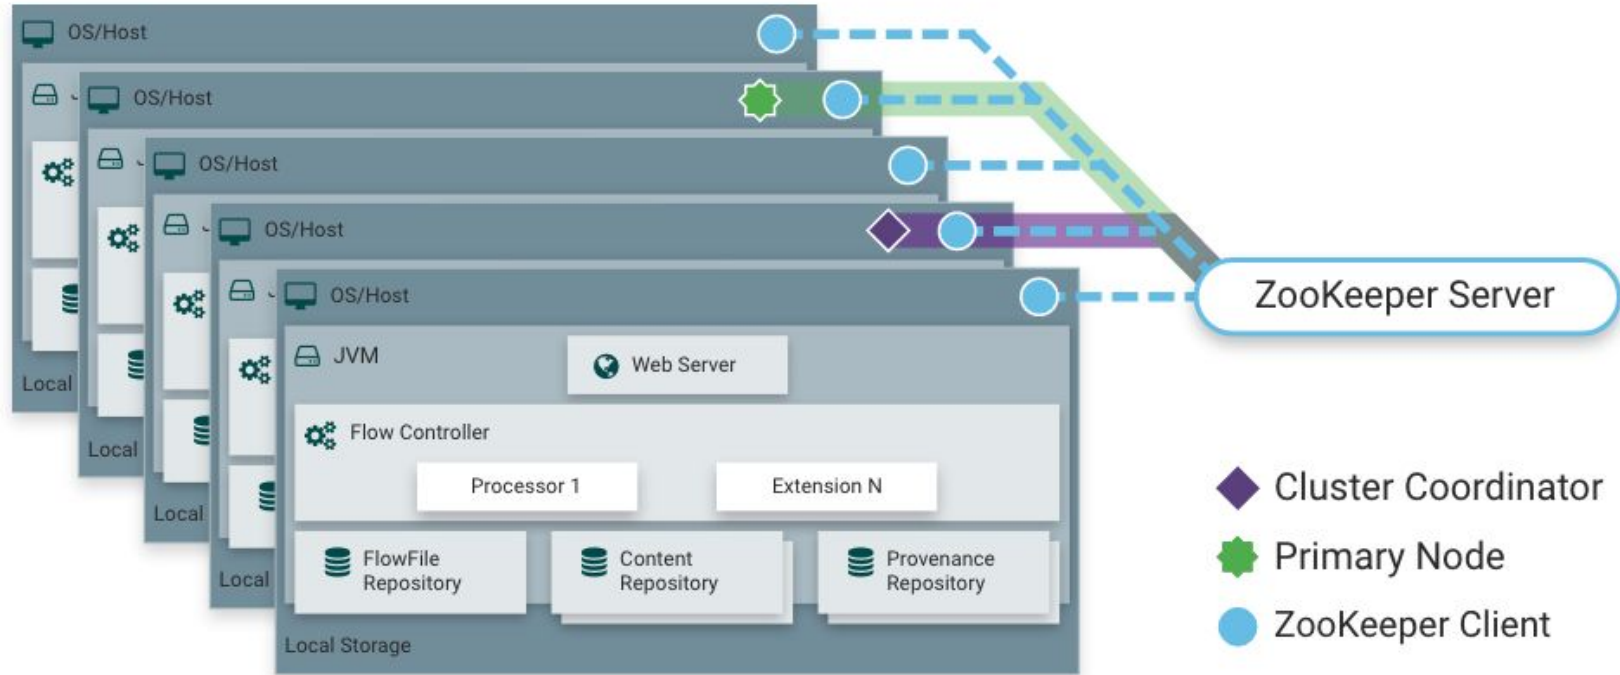 OS/Host
OS/Host
OS/Host
OS/Host
OS/Host
JVM
Web Server
Flow Controller
Processor 1
Extension N
FlowFile
Repository
Content
Repository
Provenance
Repository
Local
Local
Local
Local
Local Storage
ZooKeeper Server
Cluster Coordinator
Primary Node
ZooKeeper Client